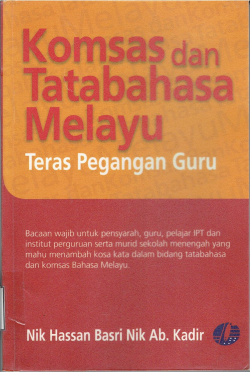 Komsas dan
Tatabahasa
Melayu
Teras Pegangan Guru
Bacaan wajib untuk pensyarah, guru, pelajar IPT dan
institut perguruan serta murid sekolah menengah yang
mahu menambah kosa kata dalam bidang tatabahasa
dan komsas Bahasa Melayu.
Nik Hassan Basri Nik Ab. Kadir